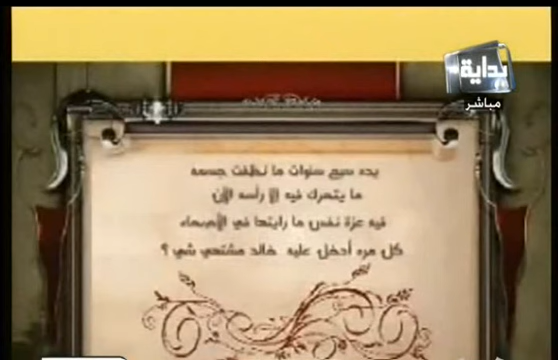 بداية
مباشر
يده سبع سنوات ما نظفت جسمه
ما يتحرك فيه إلا رأسه الآن
فيه عزة نفس ما رايتها في الأصحاء
كل مره أدخل عليه خالد مشتهي شي ؟